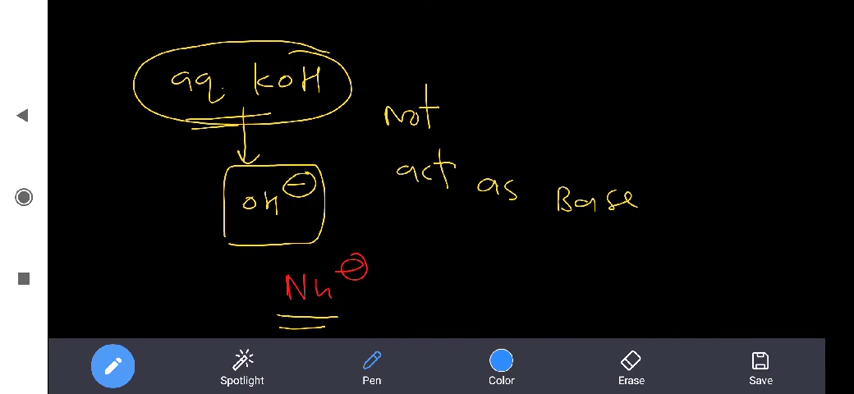 aq. KOH
Not
act as Base
OH⊖
Nu⊖
Spotlight Pen Color Erase Save